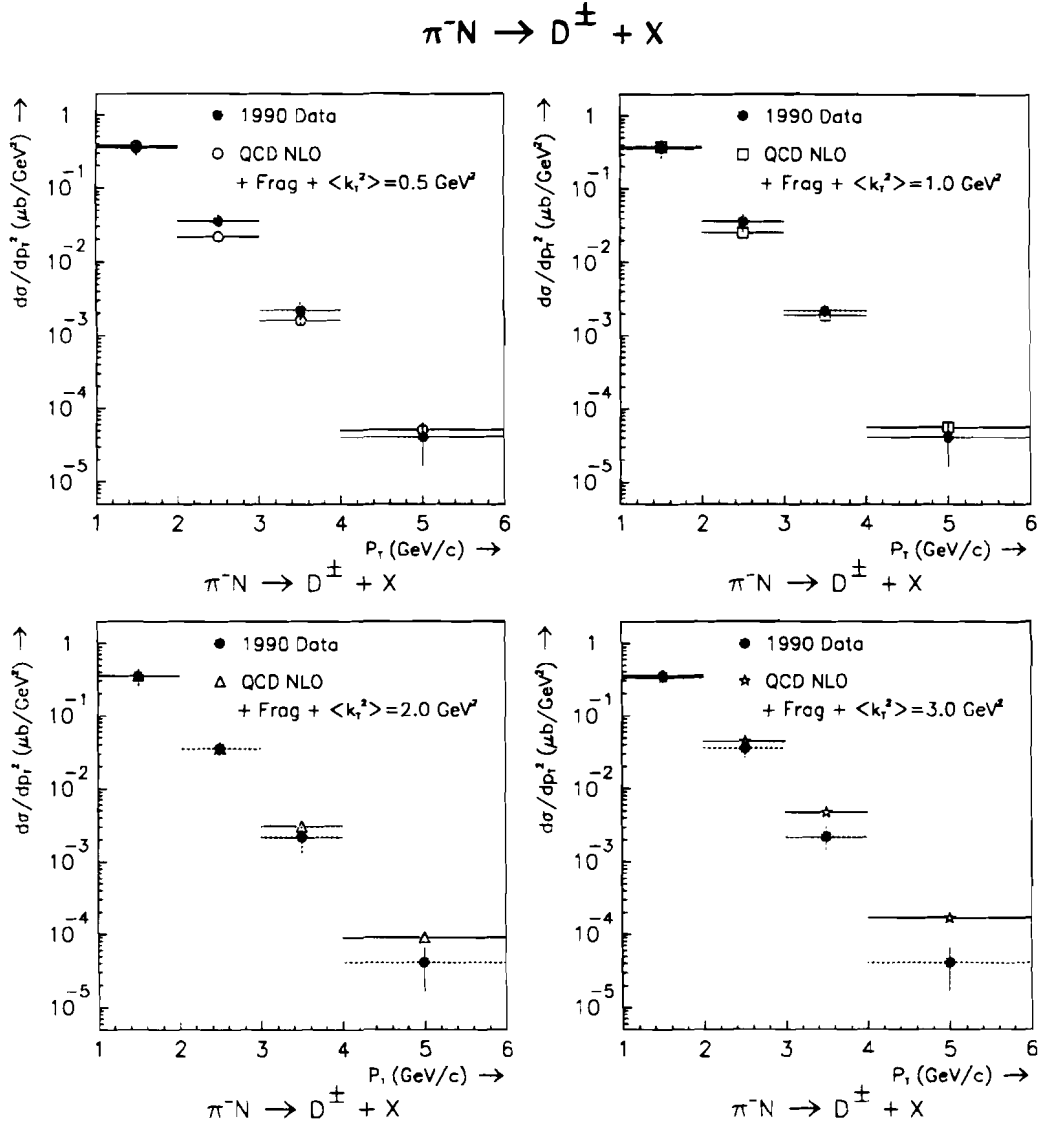 π⁻N → D± + X
dσ/dp_T² (μb/GeV²) →
1
10⁻¹
10⁻²
10⁻³
10⁻⁴
10⁻⁵
● 1990 Data
○ QCD NLO
+ Frag + <k_T²>=0.5 GeV²
1 2 3 4 5 6
P_T (GeV/c) →
π⁻N → D± + X
dσ/dp_T² (μb/GeV²) →
1
10⁻¹
10⁻²
10⁻³
10⁻⁴
10⁻⁵
● 1990 Data
□ QCD NLO
+ Frag + <k_T²>=1.0 GeV²
1 2 3 4 5 6
P_T (GeV/c) →
π⁻N → D± + X
dσ/dp_T² (μb/GeV²) →
1
10⁻¹
10⁻²
10⁻³
10⁻⁴
10⁻⁵
● 1990 Data
△ QCD NLO
+ Frag + <k_T²>=2.0 GeV²
1 2 3 4 5 6
P_T (GeV/c) →
π⁻N → D± + X
dσ/dp_T² (μb/GeV²) →
1
10⁻¹
10⁻²
10⁻³
10⁻⁴
10⁻⁵
● 1990 Data
☆ QCD NLO
+ Frag + <k_T²>=3.0 GeV²
1 2 3 4 5 6
P_T (GeV/c) →
π⁻N → D± + X